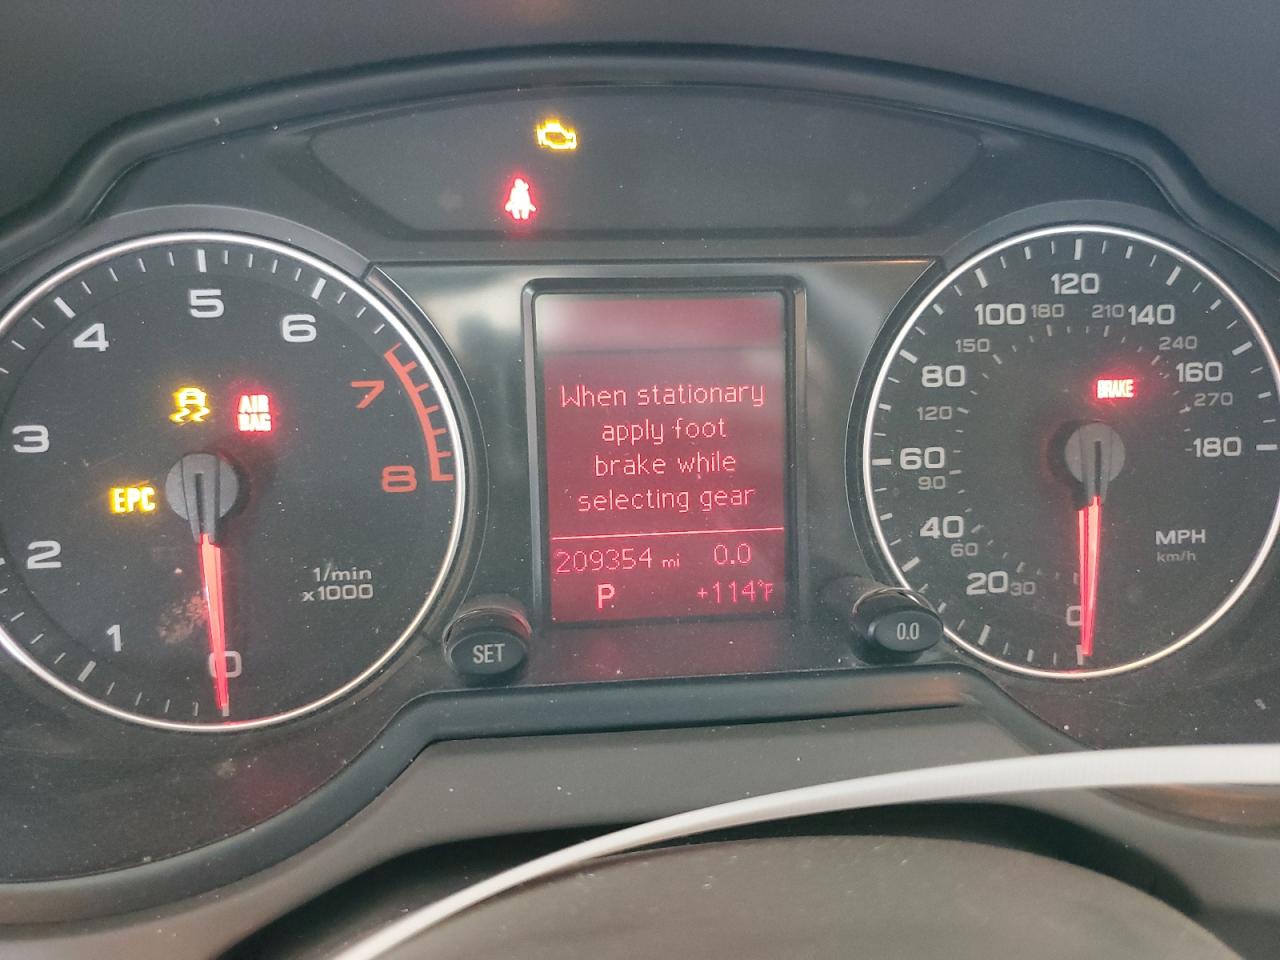 5
4
6
3
7
AIR
BAG
8
EPC
2
1/min
x1000
1
0
SET
When stationary
apply foot
brake while
selecting gear
209354 mi 0.0
P +114°F
0.0
120
100 180 210 140
150 240
80 BRAKE 160
120 270
60 180
90
40 MPH
60 km/h
20 30
0